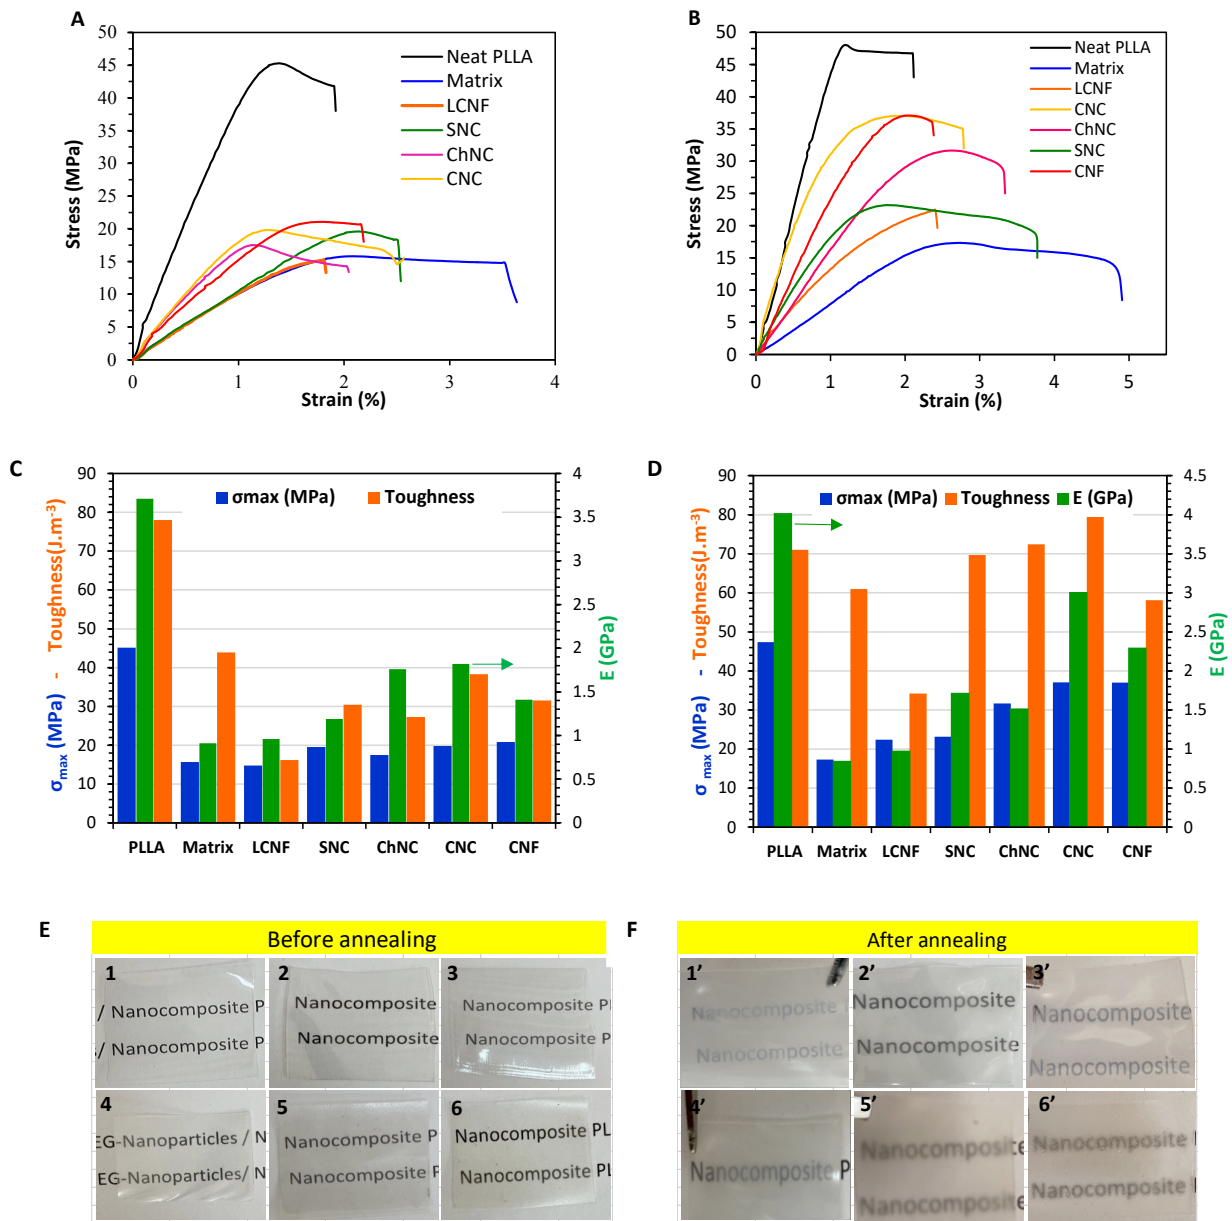 A
50
45
40
35
30
25
20
15
10
5
0
Stress (MPa)
Neat PLLA
Matrix
LCNF
SNC
ChNC
CNC
0 1 2 3 4
Strain (%)
B
50
45
40
35
30
25
20
15
10
5
0
Stress (MPa)
Neat PLLA
Matrix
LCNF
CNC
ChNC
SNC
CNF
0 1 2 3 4 5
Strain (%)
C
σmax (MPa) - Toughness(J.m-3)
90
80
70
60
50
40
30
20
10
0
σmax (MPa) Toughness
4
3.5
3
2.5
2
1.5
1
0.5
0
E (GPa)
PLLA Matrix LCNF SNC ChNC CNC CNF
D
σ max (MPa) - Toughness(J.m-3)
90
80
70
60
50
40
30
20
10
0
σmax (MPa) Toughness E (GPa)
4.5
4
3.5
3
2.5
2
1.5
1
0.5
0
E (GPa)
PLLA Matrix LCNF SNC ChNC CNC CNF
E
Before annealing
1
/ Nanocomposite P
/ Nanocomposite P
2
Nanocomposite
Nanocomposite
3
Nanocomposite Pl
Nanocomposite P
4
EG-Nanoparticles / N
EG-Nanoparticles/ N
5
Nanocomposite P
Nanocomposite P
6
Nanocomposite PL
Nanocomposite PL
F
After annealing
1’
Nanocomposite
Nanocomposite
2’
Nanocomposite
Nanocomposite
3’
Nanocomposite
Nanocomposite
4’
Nanocomposite P
5’
Nanocomposite
Nanocomposite
6’
Nanocomposite
Nanocomposite